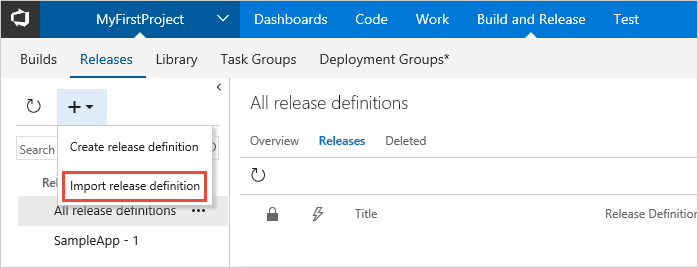 MyFirstProject Dashboards Code Work Build and Release Test
Builds Releases Library Task Groups Deployment Groups*
+
All release definitions
Create release definition
Overview Releases Deleted
Search
Import release definition
Re
All release definitions ...
Title Release Definition
SampleApp - 1